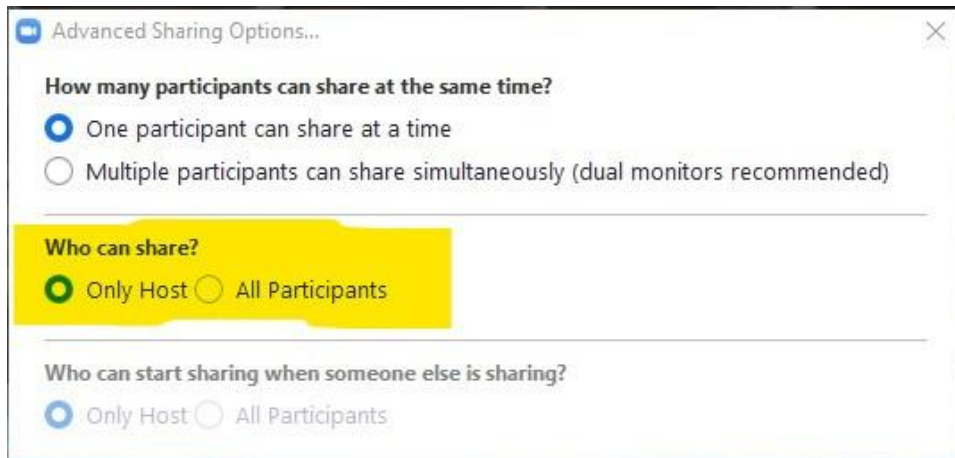 Advanced Sharing Options...
How many participants can share at the same time?
One participant can share at a time
Multiple participants can share simultaneously (dual monitors recommended)
Who can share?
Only Host All Participants
Who can start sharing when someone else is sharing?
Only Host All Participants